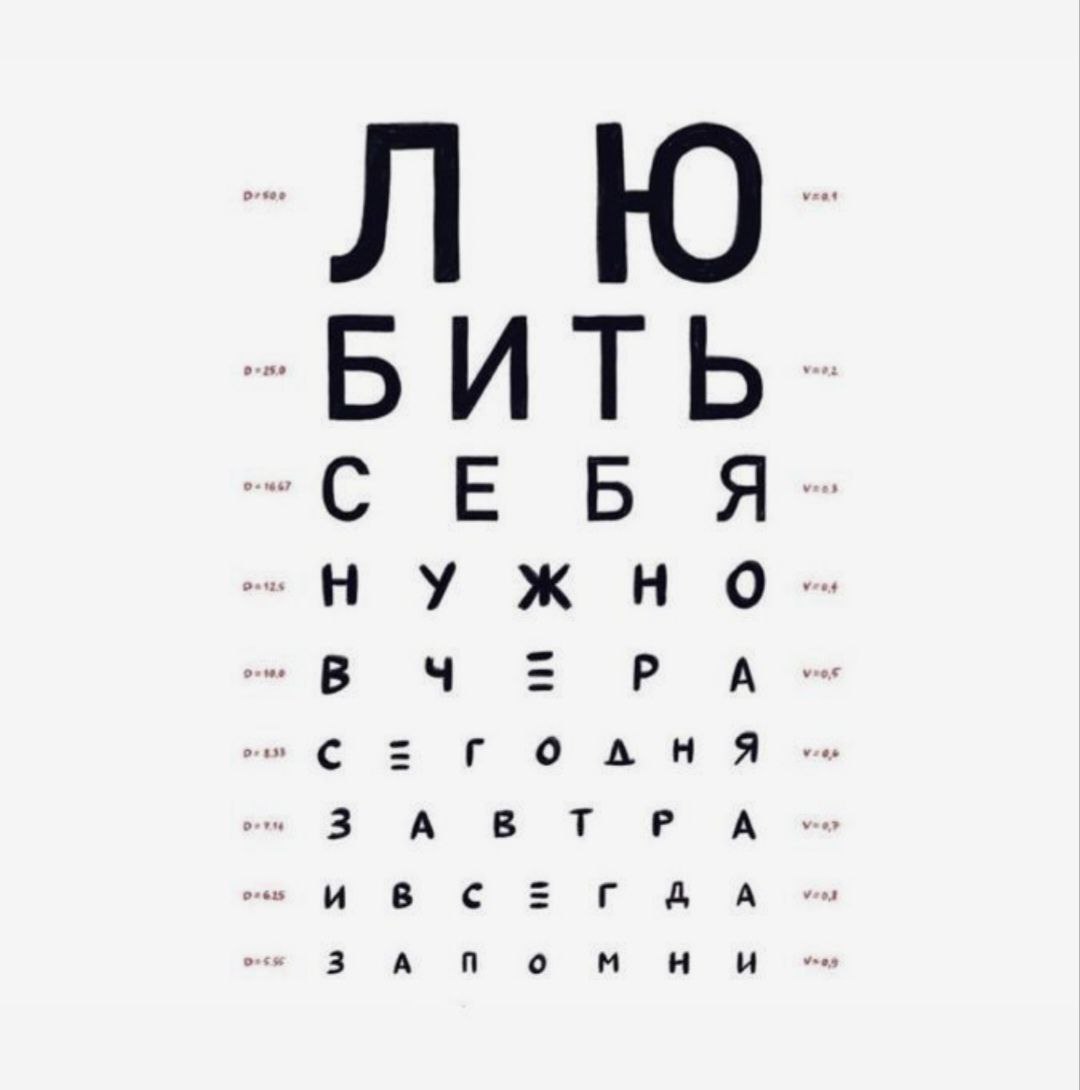 D=50,0 Л Ю V=0,1
D=25,0 Б И Т Ь V=0,2
D=16,67 С Е Б Я V=0,3
D=12,5 Н У Ж Н О V=0,4
D=10,0 В Ч Е Р А V=0,5
D=8,33 С Е Г О Д Н Я V=0,6
D=7,14 З А В Т Р А V=0,7
D=6,25 И В С Е Г Д А V=0,8
D=5,55 З А П О М Н И V=0,9